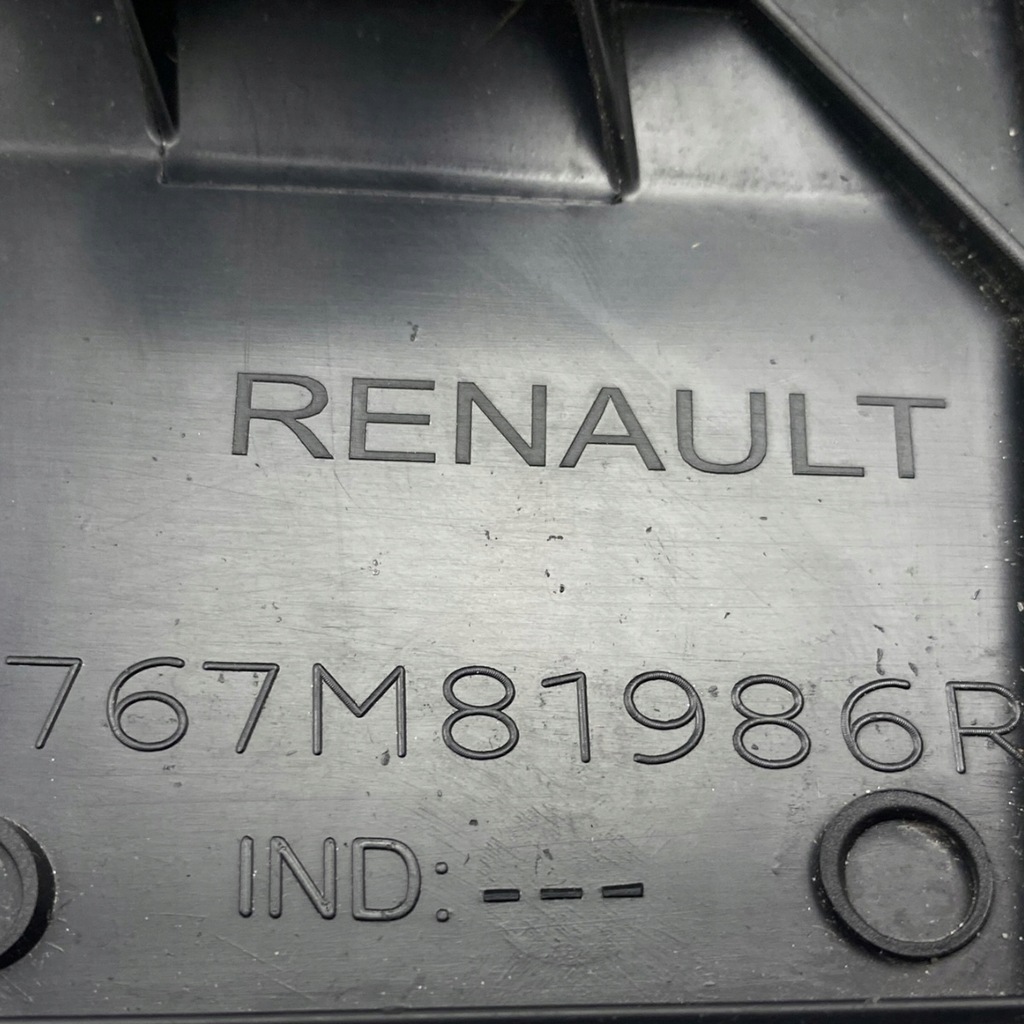 RENAULT
767M81986R
IND: ---